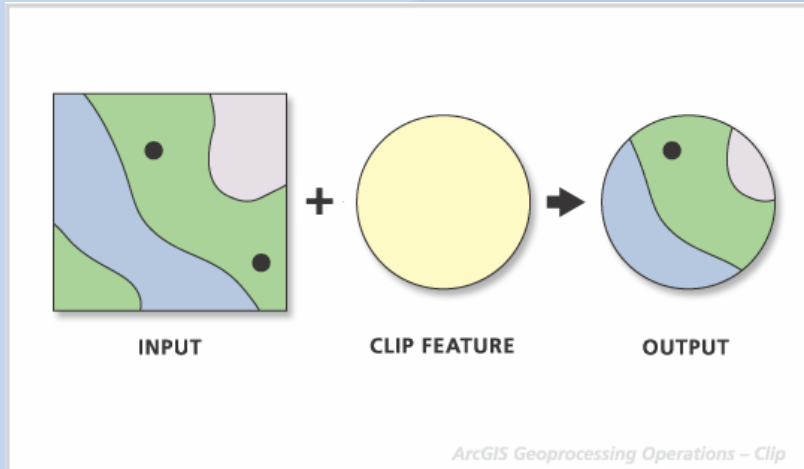 +
INPUT
CLIP FEATURE
OUTPUT
ArcGIS Geoprocessing Operations – Clip